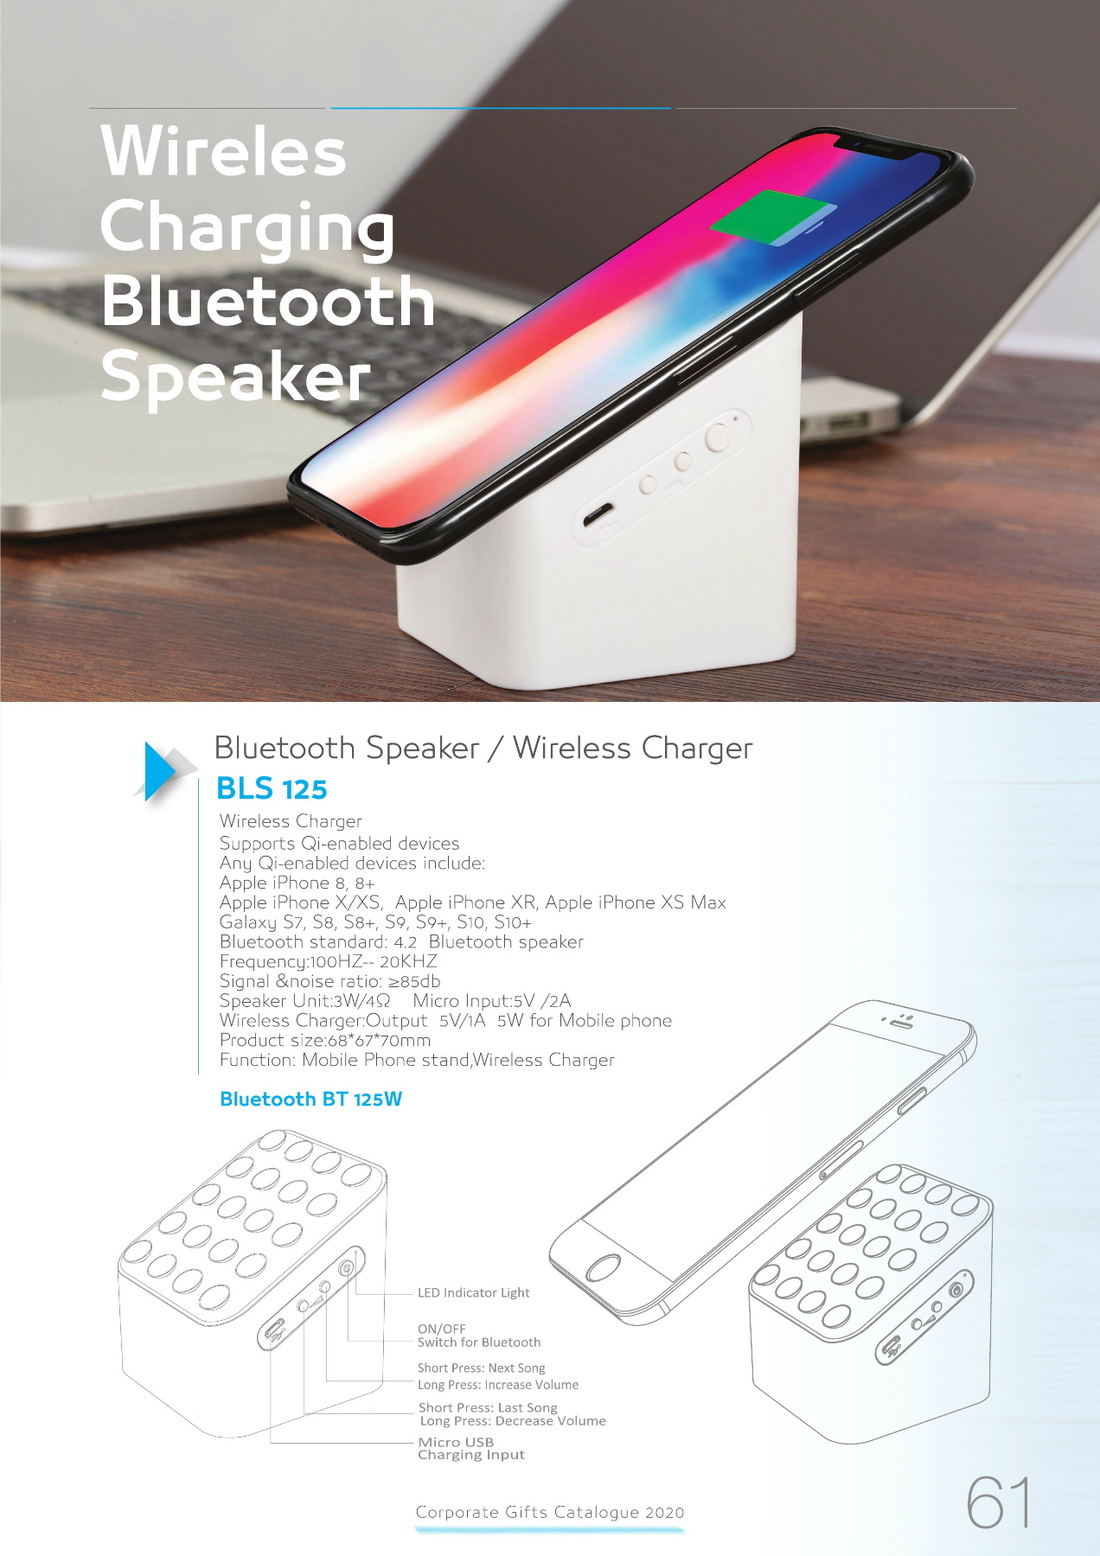 Wireles
Charging
Bluetooth
Speaker
Bluetooth Speaker / Wireless Charger
BLS 125
Wireless Charger
Supports Qi-enabled devices
Any Qi-enabled devices include:
Apple iPhone 8, 8+
Apple iPhone X/XS,  Apple iPhone XR, Apple iPhone XS Max
Galaxy S7, S8, S8+, S9, S9+, S10, S10+
Bluetooth standard: 4.2  Bluetooth speaker
Frequency:100HZ-- 20KHZ
Signal &noise ratio: ≥85db
Speaker Unit:3W/4Ω    Micro Input:5V /2A
Wireless Charger:Output  5V/1A  5W for Mobile phone
Product size:68*67*70mm
Function: Mobile Phone stand,Wireless Charger
Bluetooth BT 125W
LED Indicator Light
ON/OFF
Switch for Bluetooth
Short Press: Next Song
Long Press: Increase Volume
Short Press: Last Song
Long Press: Decrease Volume
Micro USB
Charging Input
Corporate Gifts Catalogue 2020
61